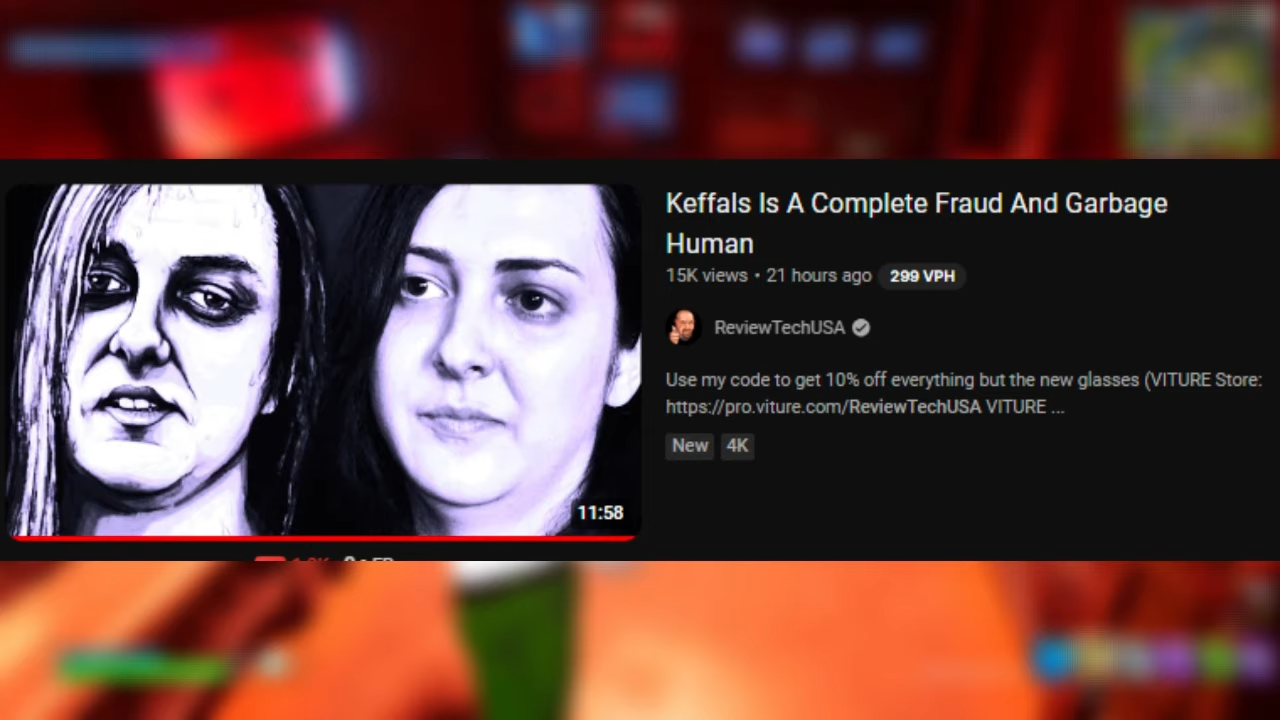 Keffals Is A Complete Fraud And Garbage
Human
15K views • 21 hours ago 299 VPH
ReviewTechUSA
Use my code to get 10% off everything but the new glasses (VITURE Store:
https://pro.viture.com/ReviewTechUSA VITURE ...
New 4K
11:58